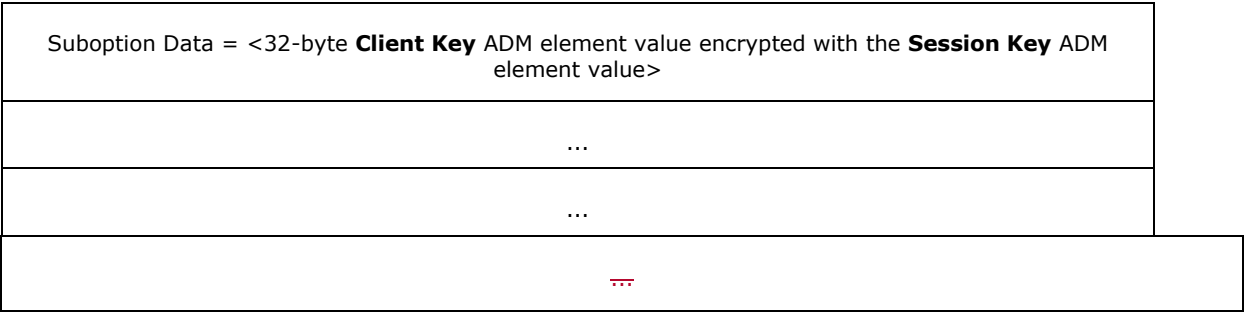 Suboption Data = <32-byte Client Key ADM element value encrypted with the Session Key ADM
element value>
...
...
...